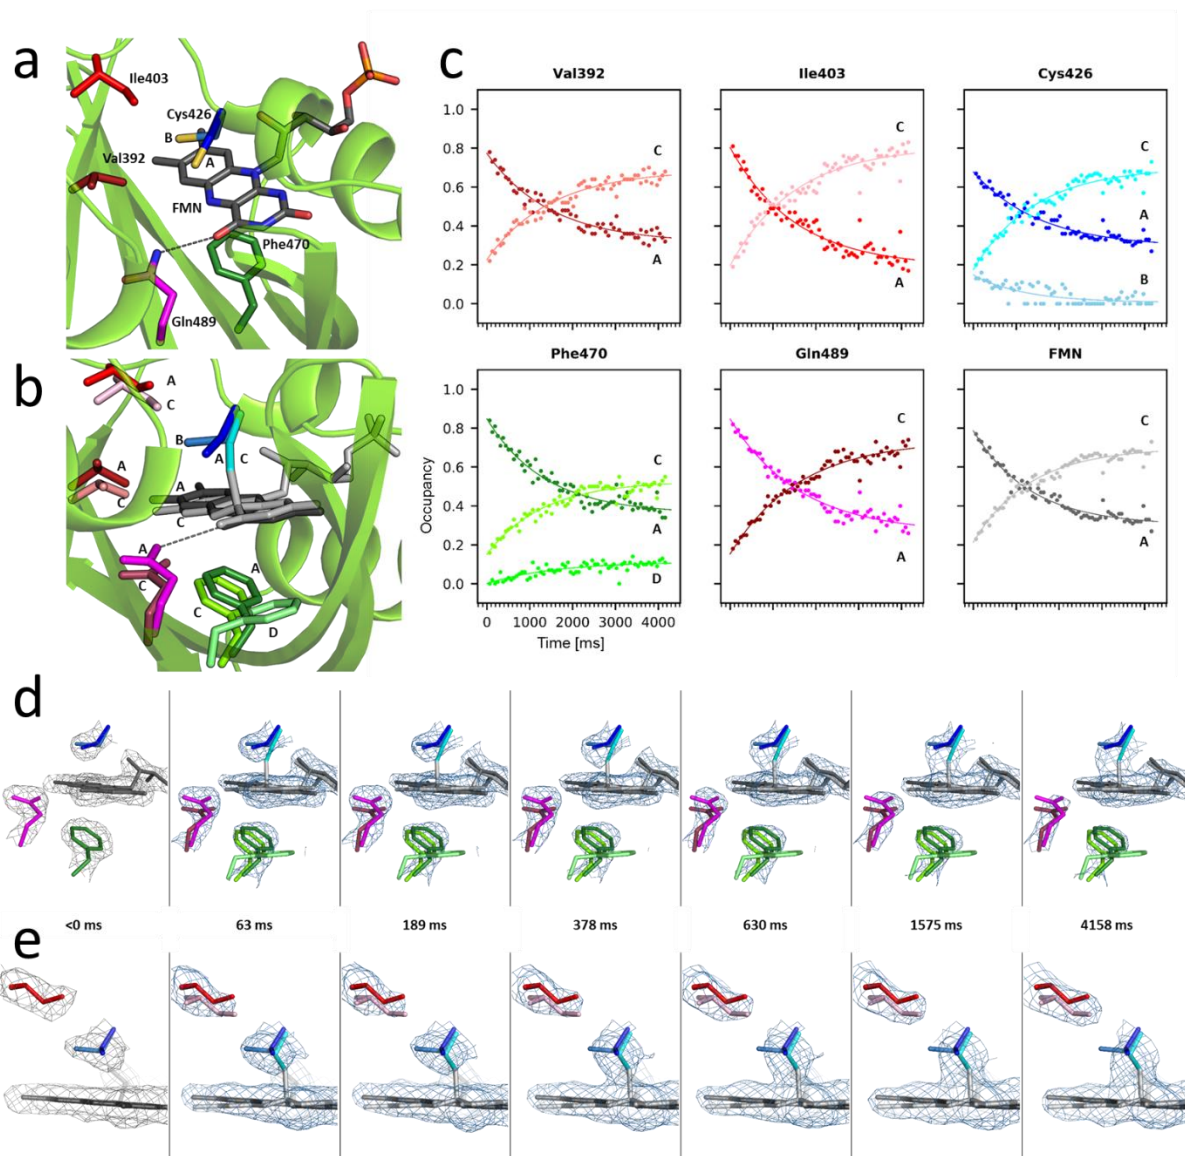 a
Ile403
Cys426
B
A
Val392
FMN
Phe470
Gln489
b
A
C
B
A
C
A
C
A
C
A
C
A
C
D
c
Val392
Ile403
Cys426
1.0
0.8
0.6
0.4
0.2
0.0
C
A
C
A
C
A
B
Phe470
Gln489
FMN
Occupancy
1.0
0.8
0.6
0.4
0.2
0.0
C
A
D
C
A
C
A
0 1000 2000 3000 4000
Time [ms]
d
<0 ms 63 ms 189 ms 378 ms 630 ms 1575 ms 4158 ms
e